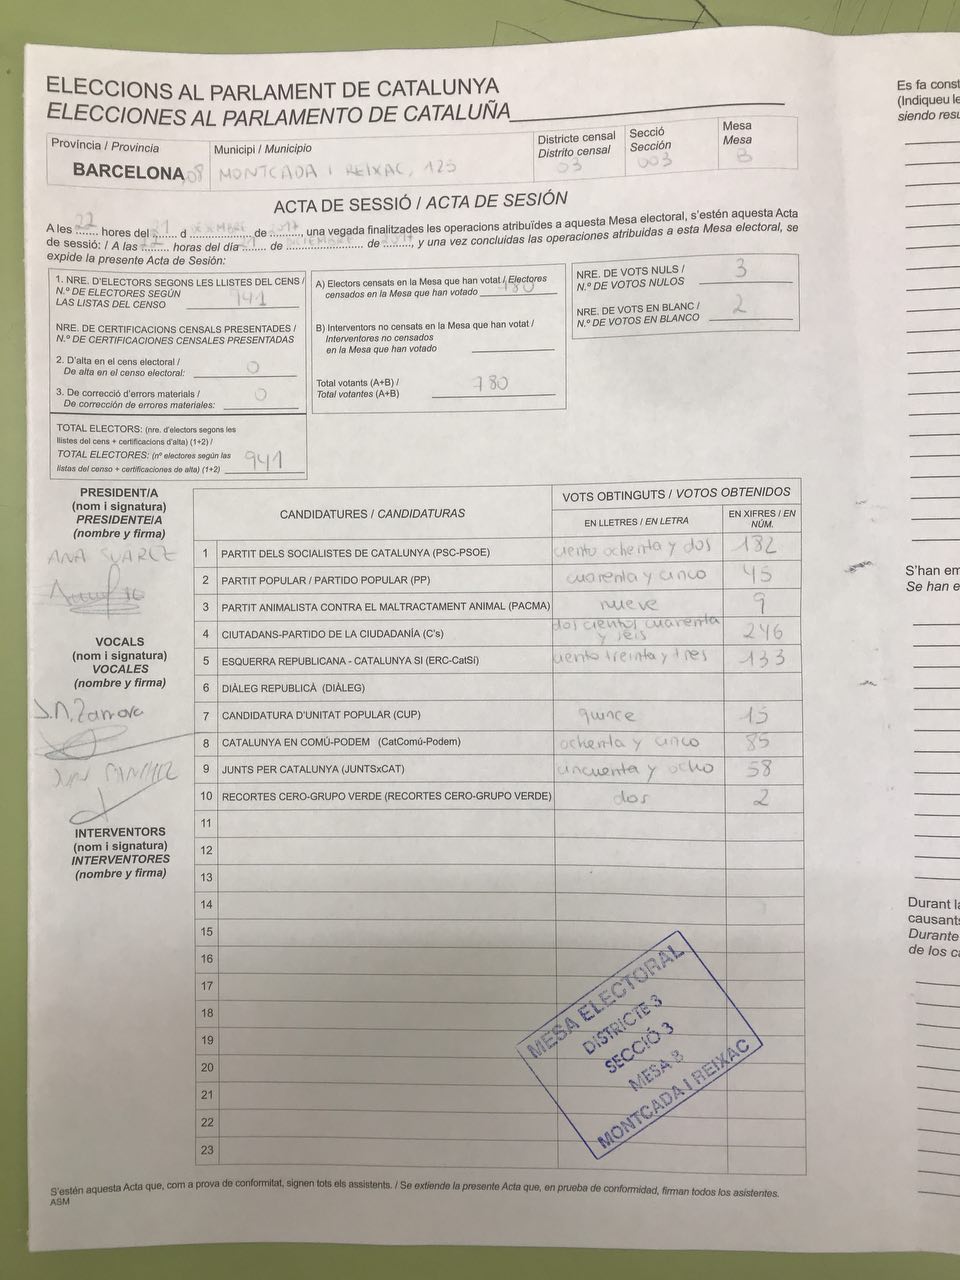 ELECCIONS AL PARLAMENT DE CATALUNYA
ELECCIONES AL PARLAMENTO DE CATALUÑA
Província / Provincia
BARCELONA, 08
Municipi / Municipio
MONTCADA I REIXAC, 125
Districte censal
Distrito censal
03
Secció
Sección
003
Mesa
Mesa
B
ACTA DE SESSIÓ / ACTA DE SESIÓN
A les 22 hores del 21 d de, una vegada finalitzades les operacions atribuïdes a aquesta Mesa electoral, s'estén aquesta Acta
de sessió: / A las horas del día de de, y una vez concluidas las operaciones atribuidas a esta Mesa electoral, se
expide la presente Acta de Sesión:
1. NRE. D'ELECTORS SEGONS LES LLISTES DEL CENS /
N.º DE ELECTORES SEGÚN
LAS LISTAS DEL CENSO 941
NRE. DE CERTIFICACIONS CENSALS PRESENTADES /
N.º DE CERTIFICACIONES CENSALES PRESENTADAS
2. D'alta en el cens electoral /
De alta en el censo electoral: 0
3. De correcció d'errors materials /
De corrección de errores materiales: 0
TOTAL ELECTORS: (nre. d'electors segons les
llistes del cens + certificacions d'alta) (1+2) /
TOTAL ELECTORES: (nº electores según las
listas del censo + certificaciones de alta) (1+2) 941
A) Electors censats en la Mesa que han votat / Electores
censados en la Mesa que han votado 780
B) Interventors no censats en la Mesa que han votat /
Interventores no censados
en la Mesa que han votado
Total votants (A+B) /
Total votantes (A+B) 780
NRE. DE VOTS NULS /
N.º DE VOTOS NULOS 3
NRE. DE VOTS EN BLANC /
N.º DE VOTOS EN BLANCO 2
PRESIDENT/A
(nom i signatura)
PRESIDENTE/A
(nombre y firma)
ANA SUAREZ
VOCALS
(nom i signatura)
VOCALES
(nombre y firma)
INTERVENTORS
(nom i signatura)
INTERVENTORES
(nombre y firma)
CANDIDATURES / CANDIDATURAS
VOTS OBTINGUTS / VOTOS OBTENIDOS
EN LLETRES / EN LETRA
EN XIFRES / EN
NÚM.
1 PARTIT DELS SOCIALISTES DE CATALUNYA (PSC-PSOE) ciento ochenta y dos 182
2 PARTIT POPULAR / PARTIDO POPULAR (PP) cuarenta y cinco 45
3 PARTIT ANIMALISTA CONTRA EL MALTRACTAMENT ANIMAL (PACMA) nueve 9
4 CIUTADANS-PARTIDO DE LA CIUDADANÍA (C's) doscientos cuarenta y seis 246
5 ESQUERRA REPUBLICANA - CATALUNYA SI (ERC-CatSí) ciento treinta y tres 133
6 DIÀLEG REPUBLICÀ (DIÀLEG)
7 CANDIDATURA D'UNITAT POPULAR (CUP) quince 15
8 CATALUNYA EN COMÚ-PODEM (CatComú-Podem) ochenta y cinco 85
9 JUNTS PER CATALUNYA (JUNTSxCAT) cincuenta y ocho 58
10 RECORTES CERO-GRUPO VERDE (RECORTES CERO-GRUPO VERDE) dos 2
11
12
13
14
15
16
17
18
19
20
21
22
23
MESA ELECTORAL
DISTRICTE 3
SECCIÓ 3
MESA B
MONTCADA I REIXAC
S'estén aquesta Acta que, com a prova de conformitat, signen tots els assistents. / Se extiende la presente Acta que, en prueba de conformidad, firman todos los asistentes.
ASM
Es fa const
(Indiqueu le
siendo resu
S'han em
Se han e
Durant la
causants
Durante
de los ca